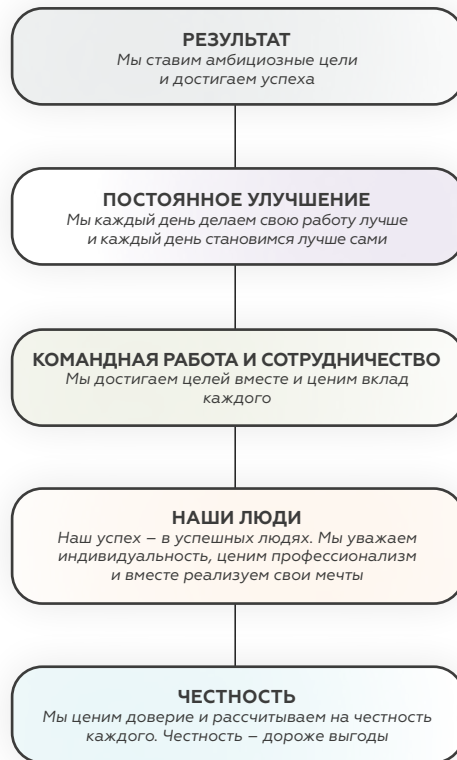 РЕЗУЛЬТАТ
Мы ставим амбициозные цели
и достигаем успеха
ПОСТОЯННОЕ УЛУЧШЕНИЕ
Мы каждый день делаем свою работу лучше
и каждый день становимся лучше сами
КОМАНДНАЯ РАБОТА И СОТРУДНИЧЕСТВО
Мы достигаем целей вместе и ценим вклад
каждого
НАШИ ЛЮДИ
Наш успех – в успешных людях. Мы уважаем
индивидуальность, ценим профессионализм
и вместе реализуем свои мечты
ЧЕСТНОСТЬ
Мы ценим доверие и рассчитываем на честность
каждого. Честность – дороже выгоды